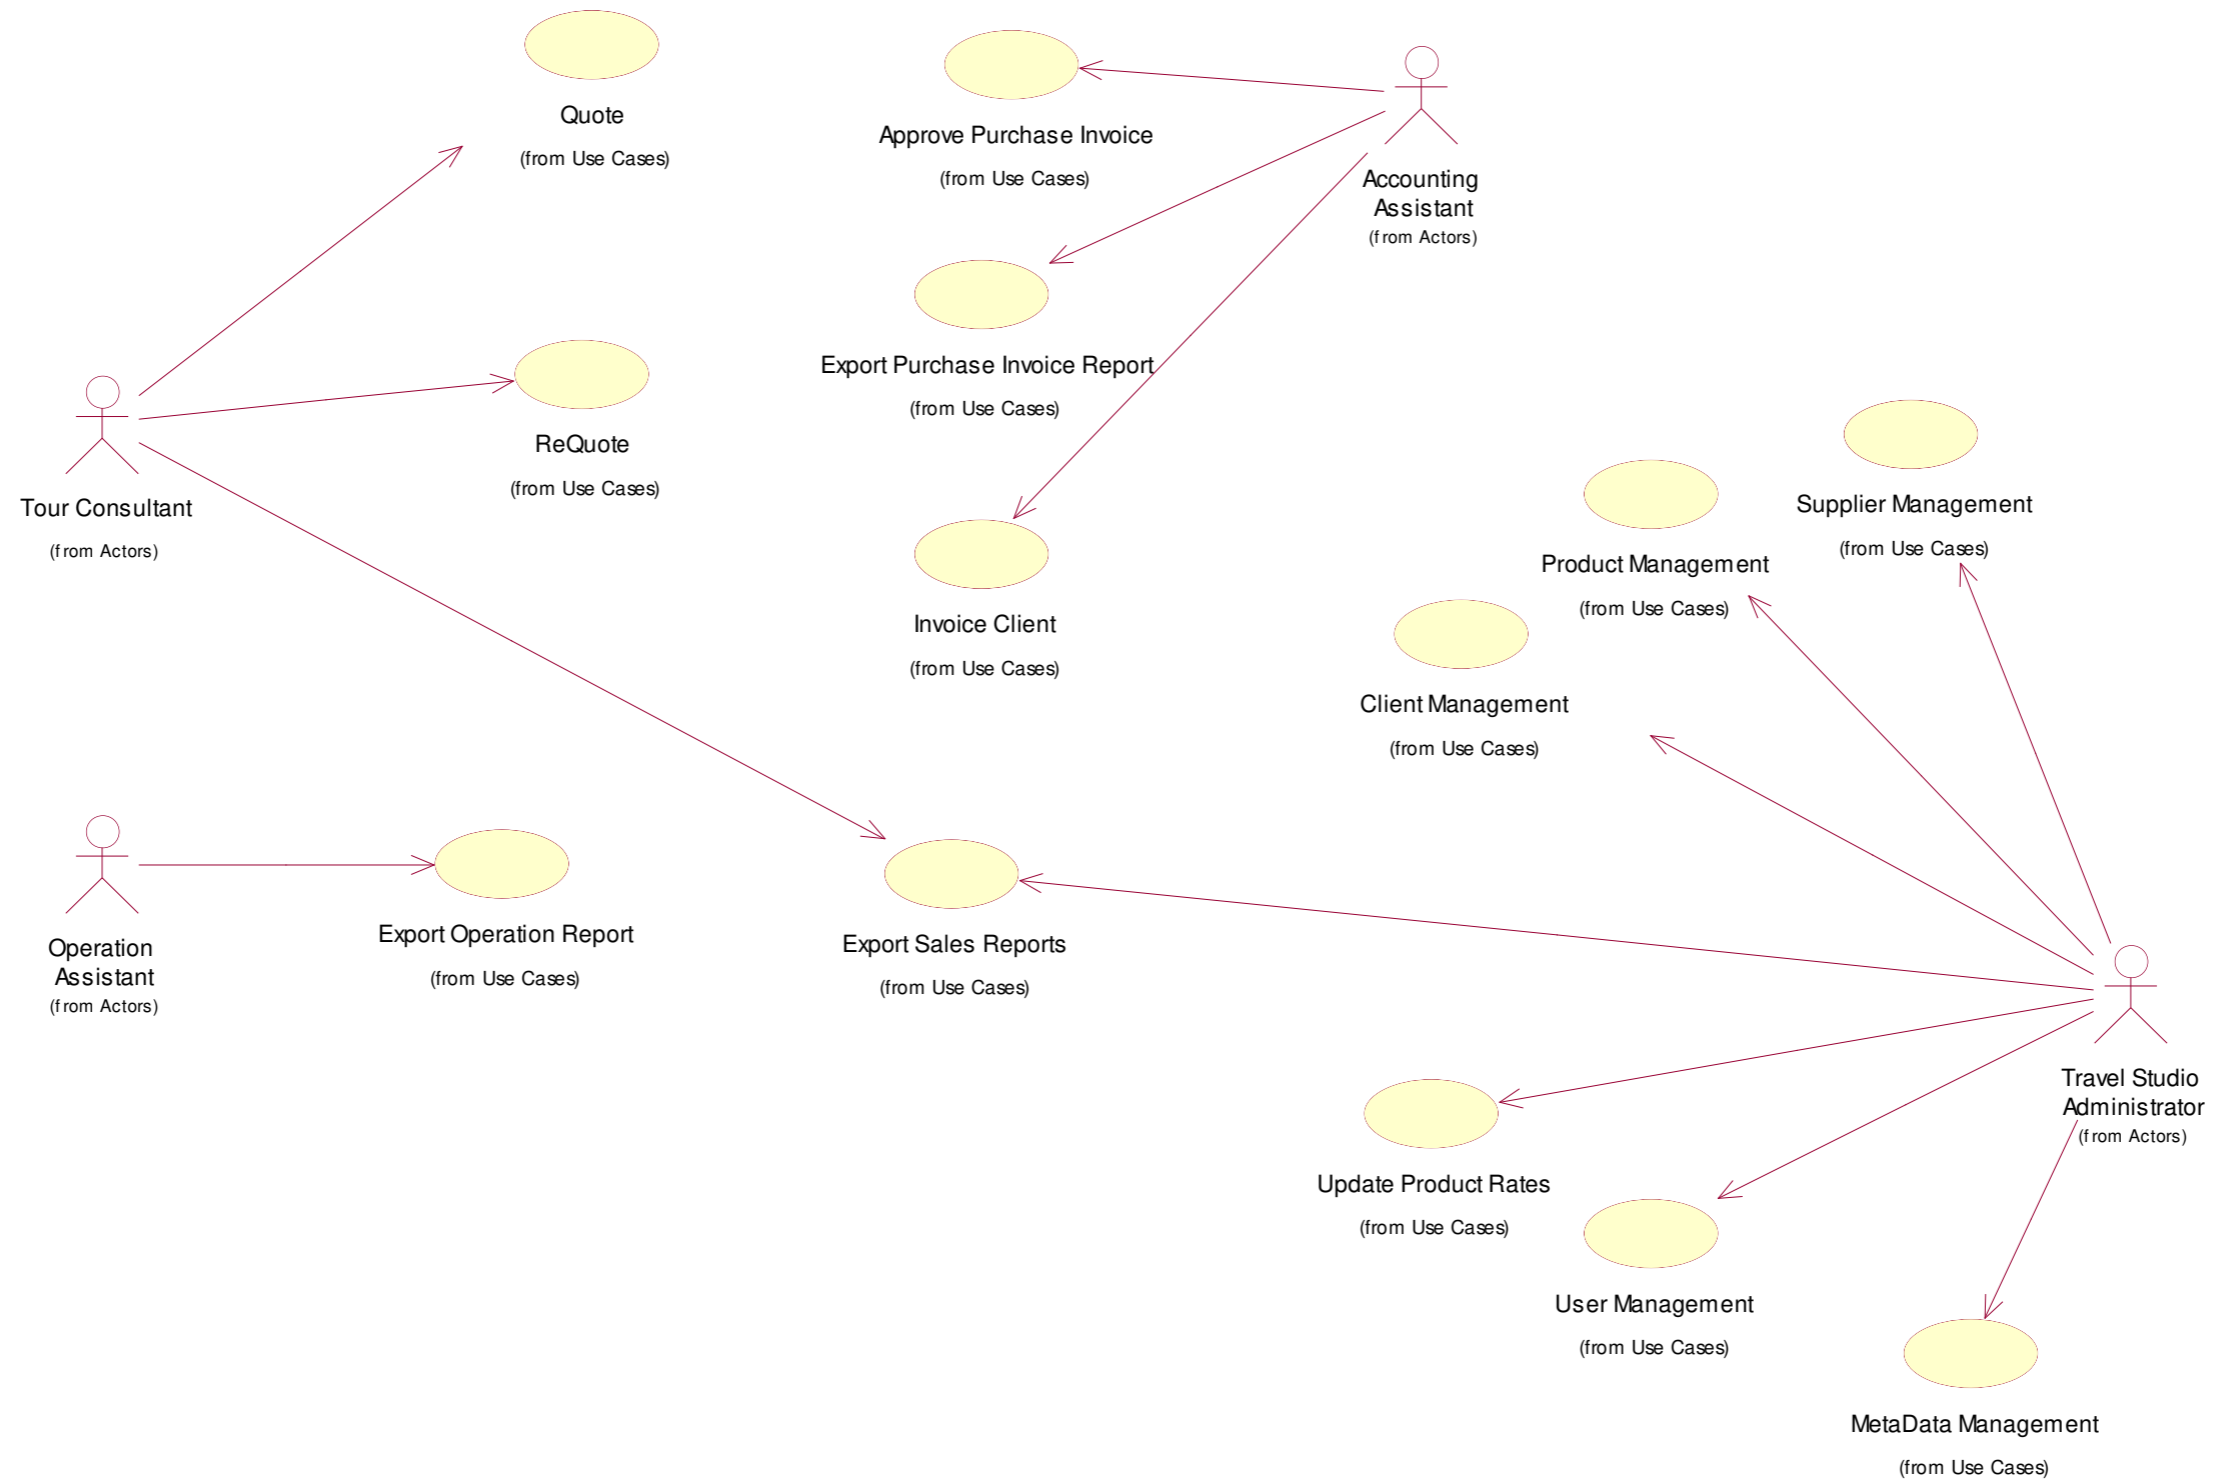 Quote
(from Use Cases)
Approve Purchase Invoice
(from Use Cases)
Accounting
Assistant
(from Actors)
Export Purchase Invoice Report
(from Use Cases)
ReQuote
(from Use Cases)
Tour Consultant
(from Actors)
Supplier Management
(from Use Cases)
Product Management
(from Use Cases)
Invoice Client
(from Use Cases)
Client Management
(from Use Cases)
Operation
Assistant
(from Actors)
Export Operation Report
(from Use Cases)
Export Sales Reports
(from Use Cases)
Travel Studio
Administrator
(from Actors)
Update Product Rates
(from Use Cases)
User Management
(from Use Cases)
MetaData Management
(from Use Cases)